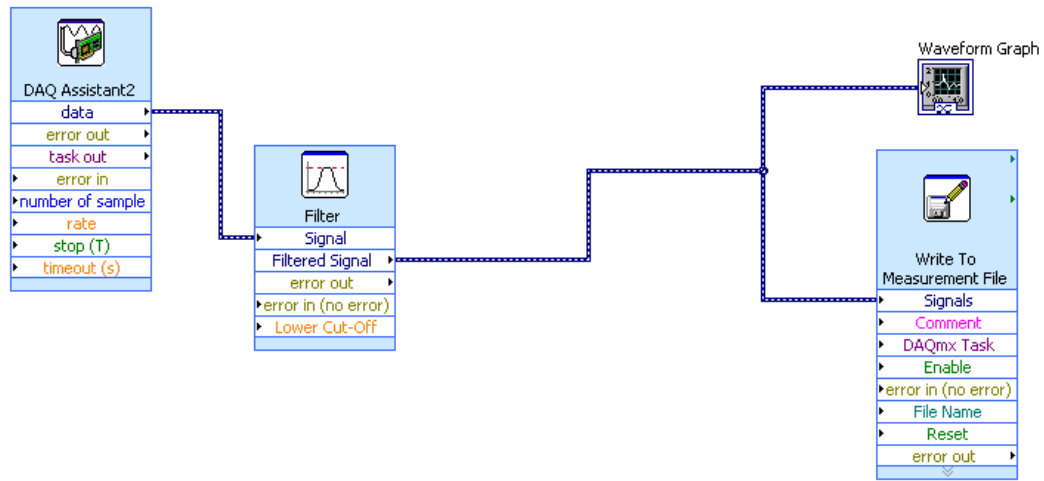 DAQ Assistant2
data
error out
task out
error in
number of sample
rate
stop (T)
timeout (s)
Filter
Signal
Filtered Signal
error out
error in (no error)
Lower Cut-Off
Waveform Graph
Write To
Measurement File
Signals
Comment
DAQmx Task
Enable
error in (no error)
File Name
Reset
error out